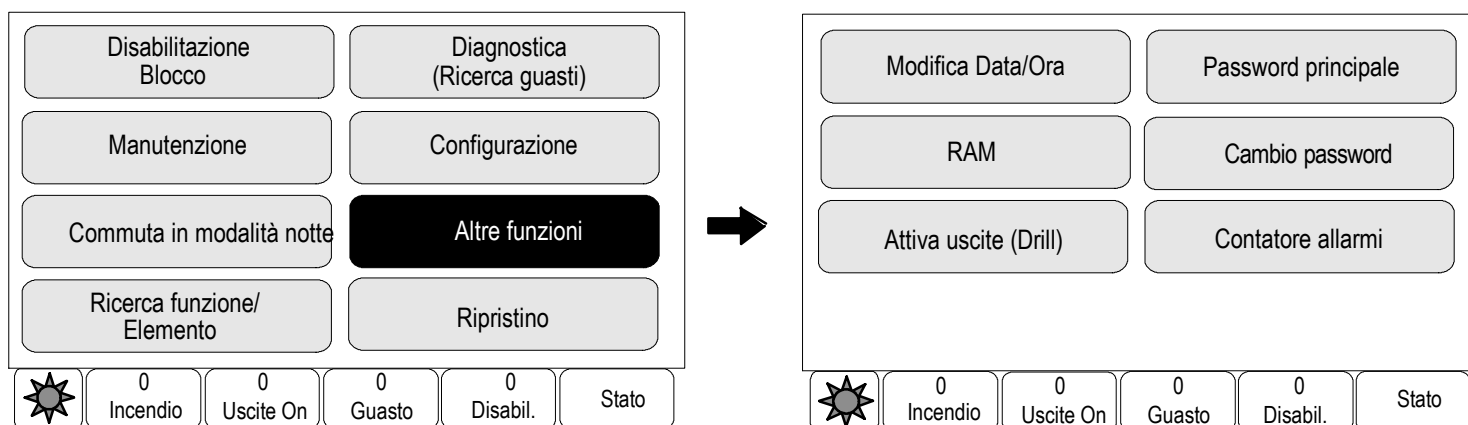 Disabilitazione
Blocco
Diagnostica
(Ricerca guasti)
Manutenzione
Configurazione
Commuta in modalità notte
Altre funzioni
Ricerca funzione/
Elemento
Ripristino
0
Incendio
0
Uscite On
0
Guasto
0
Disabil.
Stato
Modifica Data/Ora
Password principale
RAM
Cambio password
Attiva uscite (Drill)
Contatore allarmi
0
Incendio
0
Uscite On
0
Guasto
0
Disabil.
Stato